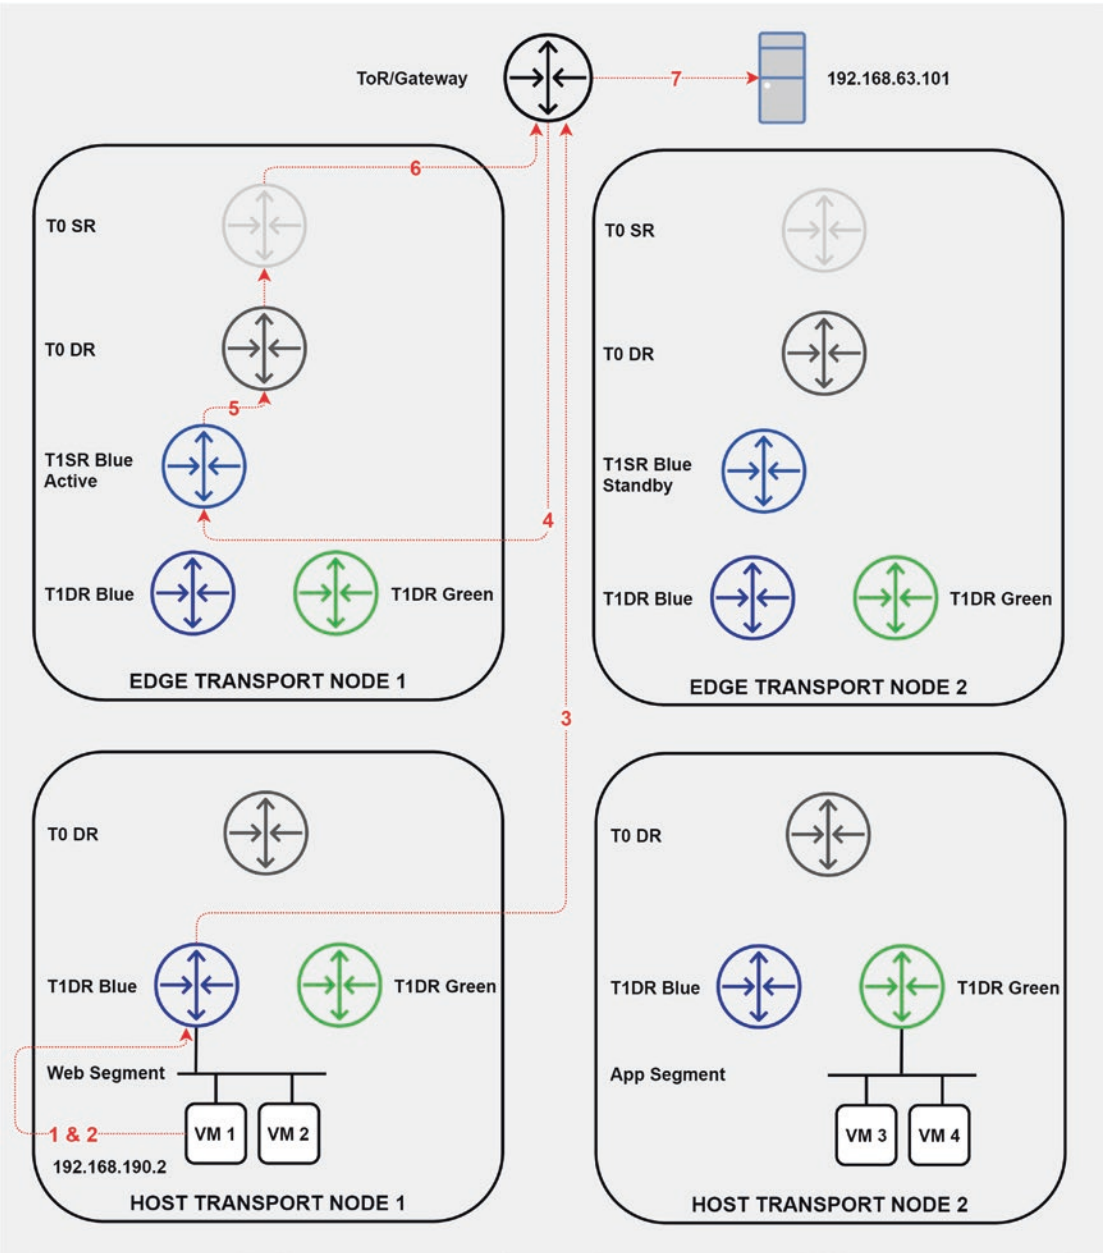 ToR/Gateway
7
192.168.63.101
6
T0 SR
T0 DR
5
T1SR Blue
Active
4
T1DR Blue
T1DR Green
EDGE TRANSPORT NODE 1
T0 SR
T0 DR
T1SR Blue
Standby
T1DR Blue
T1DR Green
EDGE TRANSPORT NODE 2
3
T0 DR
T1DR Blue
T1DR Green
Web Segment
1 & 2
VM 1
VM 2
192.168.190.2
HOST TRANSPORT NODE 1
T0 DR
T1DR Blue
T1DR Green
App Segment
VM 3
VM 4
HOST TRANSPORT NODE 2